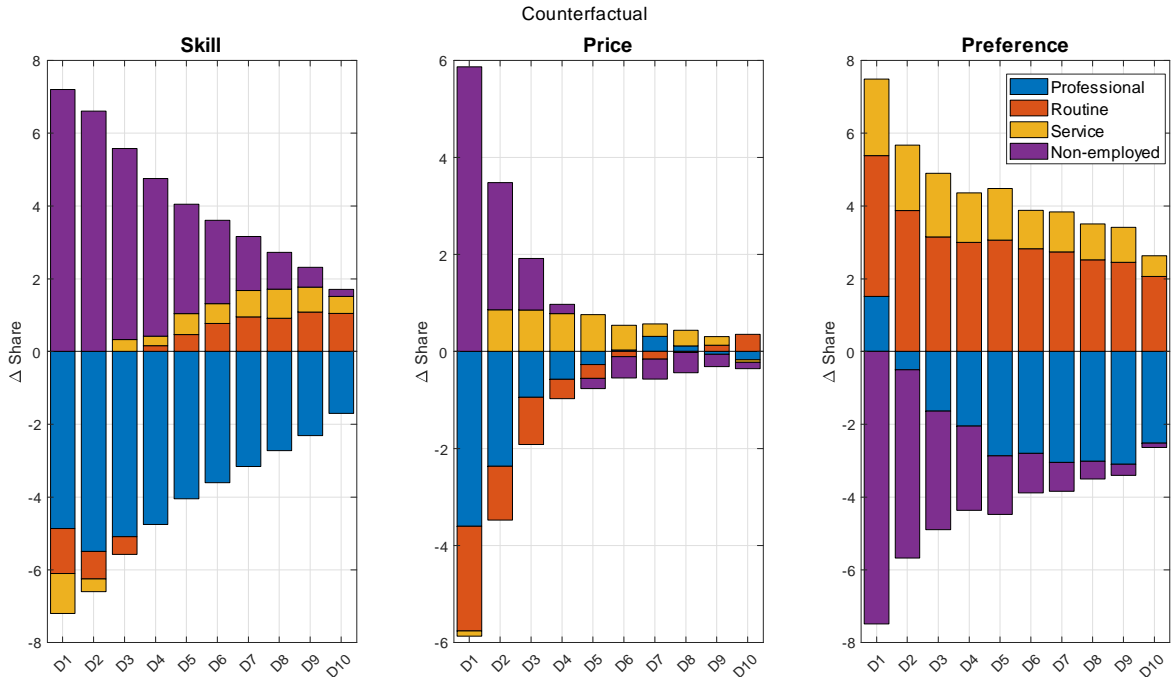 Counterfactual
Skill
Δ Share
8
6
4
2
0
-2
-4
-6
-8
D1 D2 D3 D4 D5 D6 D7 D8 D9 D10
Price
Δ Share
6
4
2
0
-2
-4
-6
D1 D2 D3 D4 D5 D6 D7 D8 D9 D10
Preference
Δ Share
8
6
4
2
0
-2
-4
-6
-8
D1 D2 D3 D4 D5 D6 D7 D8 D9 D10
Professional
Routine
Service
Non-employed